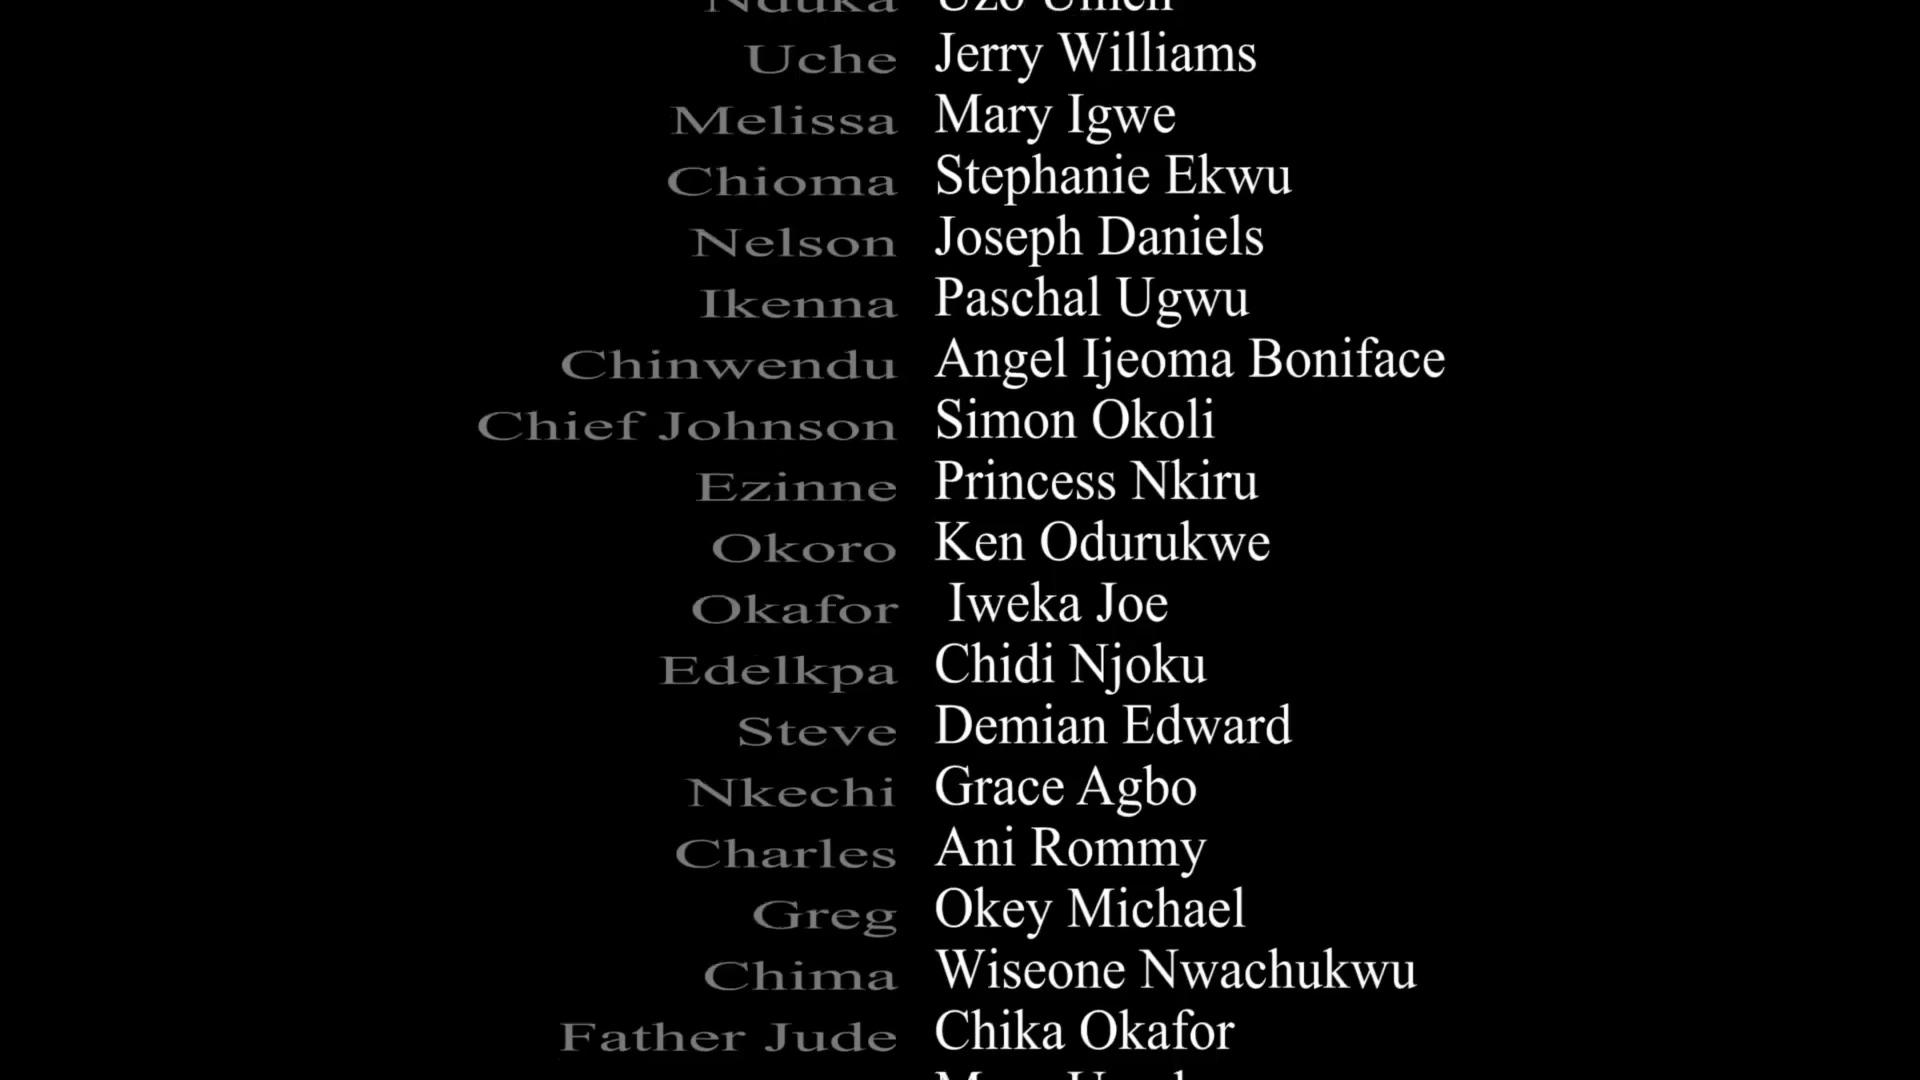 Nduka
Uche Jerry Williams
Melissa Mary Igwe
Chioma Stephanie Ekwu
Nelson Joseph Daniels
Ikenna Paschal Ugwu
Chinwendu Angel Ijeoma Boniface
Chief Johnson Simon Okoli
Ezinne Princess Nkiru
Okoro Ken Odurukwe
Okafor Iweka Joe
Edelkpa Chidi Njoku
Steve Demian Edward
Nkechi Grace Agbo
Charles Ani Rommy
Greg Okey Michael
Chima Wiseone Nwachukwu
Father Jude Chika Okafor